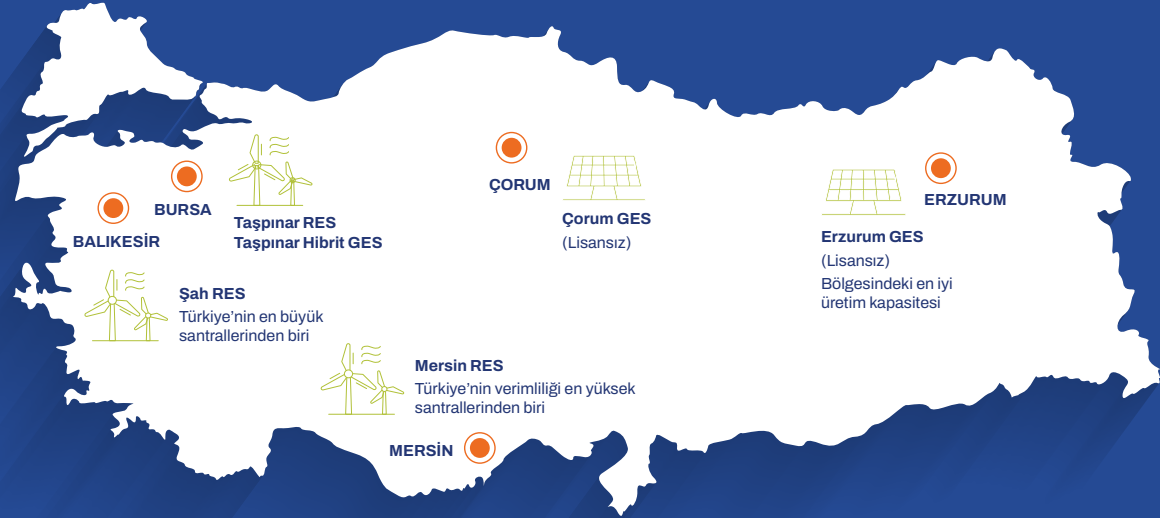 BURSA
Taşpınar RES
Taşpınar Hibrit GES
BALIKESİR
Şah RES
Türkiye’nin en büyük
santrallerinden biri
ÇORUM
Çorum GES
(Lisansız)
ERZURUM
Erzurum GES
(Lisansız)
Bölgesindeki en iyi
üretim kapasitesi
Mersin RES
Türkiye’nin verimliliği en yüksek
santrallerinden biri
MERSİN